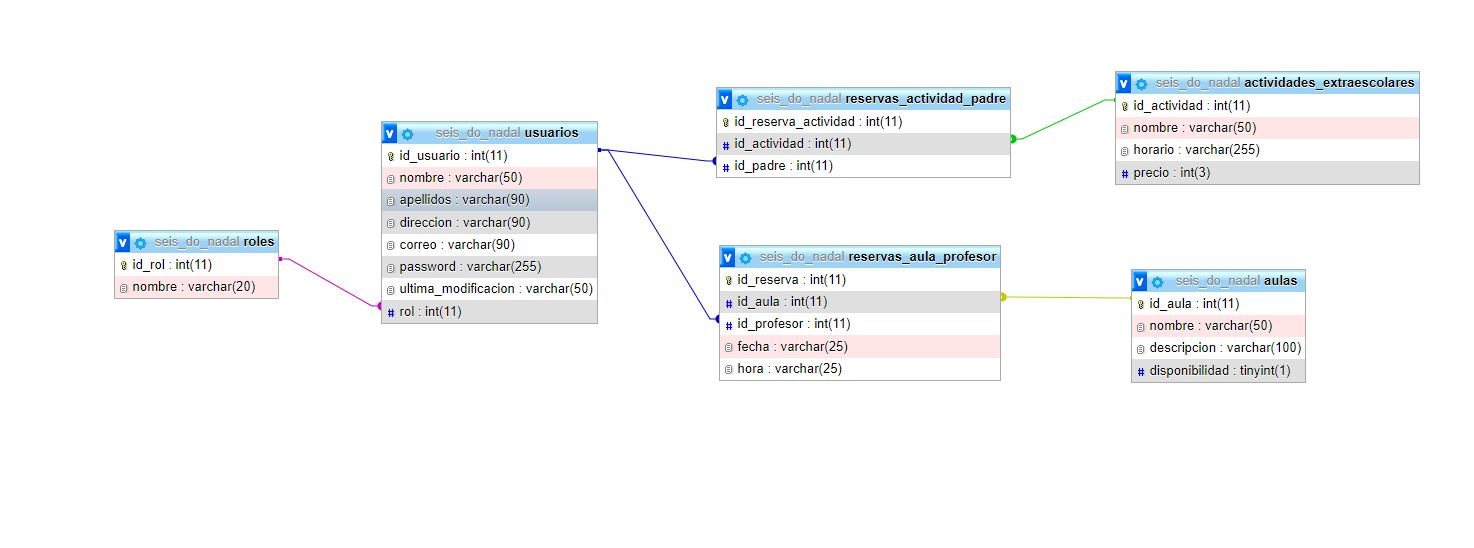 seis_do_nadal roles
id_rol : int(11)
nombre : varchar(20)
seis_do_nadal usuarios
id_usuario : int(11)
nombre : varchar(50)
apellidos : varchar(90)
direccion : varchar(90)
correo : varchar(90)
password : varchar(255)
ultima_modificacion : varchar(50)
# rol : int(11)
seis_do_nadal reservas_actividad_padre
id_reserva_actividad : int(11)
# id_actividad : int(11)
# id_padre : int(11)
seis_do_nadal reservas_aula_profesor
id_reserva : int(11)
# id_aula : int(11)
# id_profesor : int(11)
fecha : varchar(25)
hora : varchar(25)
seis_do_nadal actividades_extraescolares
id_actividad : int(11)
nombre : varchar(50)
horario : varchar(255)
# precio : int(3)
seis_do_nadal aulas
id_aula : int(11)
nombre : varchar(50)
descripcion : varchar(100)
# disponibilidad : tinyint(1)